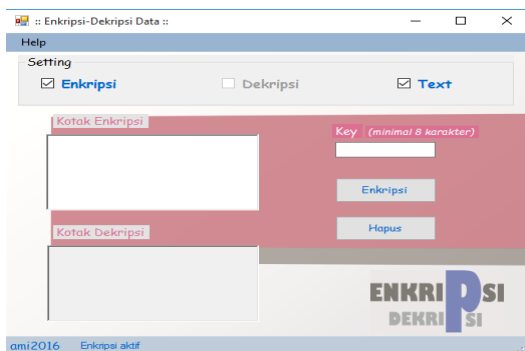 :: Enkripsi-Dekripsi Data ::
Help
Setting
Enkripsi
Dekripsi
Text
Kotak Enkripsi
Key (minimal 8 karakter)
Enkripsi
Kotak Dekripsi
Hapus
ENKRIPSI
DEKRIPSI
ami2016 Enkripsi aktif